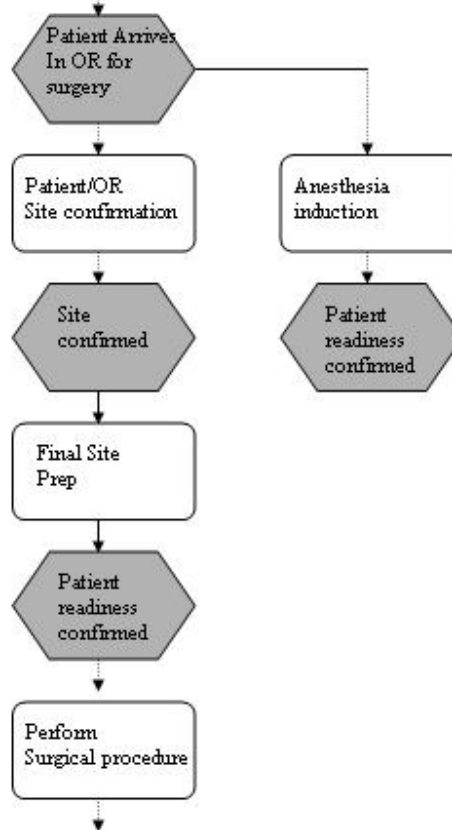 Patient Arrives
In OR for
surgery
Patient/OR
Site confirmation
Anesthesia
induction
Site
confirmed
Patient
readiness
confirmed
Final Site
Prep
Patient
readiness
confirmed
Perform
Surgical procedure